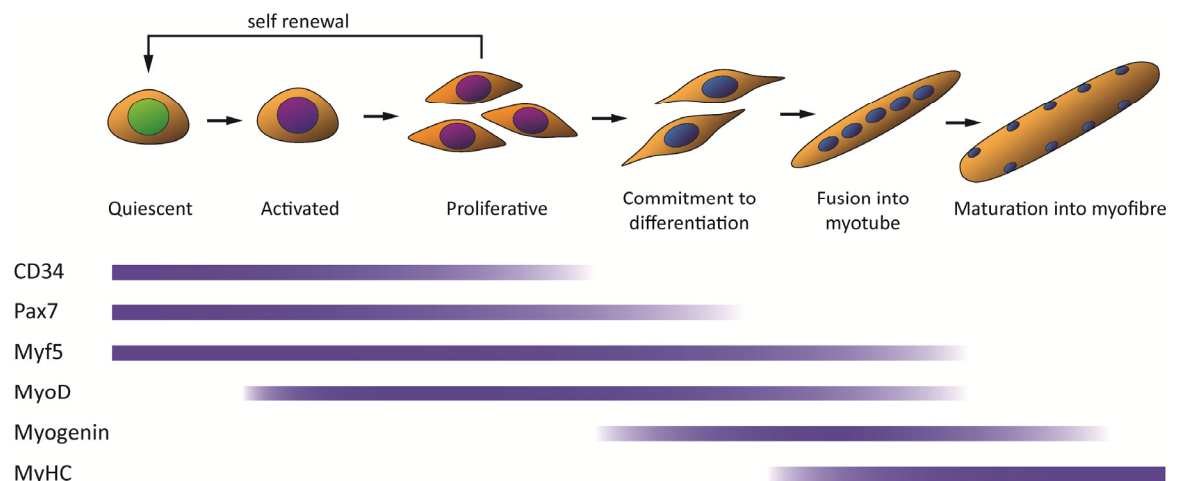 self renewal
Quiescent
Activated
Proliferative
Commitment to
differentiation
Fusion into
myotube
Maturation into myofibre
CD34
Pax7
Myf5
MyoD
Myogenin
MyHC